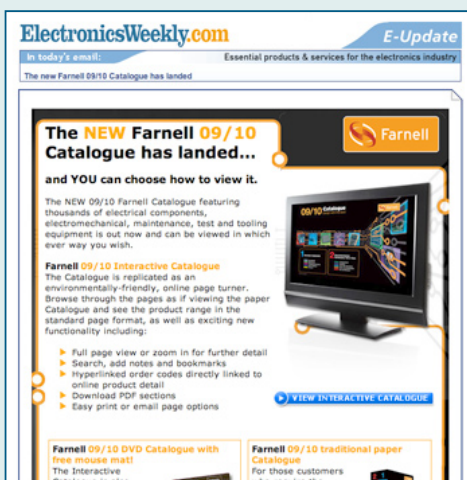 ElectronicsWeekly.com
E-Update
In today's email:
Essential products & services for the electronics industry
The new Farnell 09/10 Catalogue has landed
The NEW Farnell 09/10
Catalogue has landed...
Farnell
and YOU can choose how to view it.
The NEW 09/10 Farnell Catalogue featuring
thousands of electrical components,
electromechanical, maintenance, test and tooling
equipment is out now and can be viewed in which
ever way you wish.
09/10 Catalogue
Farnell 09/10 Interactive Catalogue
The Catalogue is replicated as an
environmentally-friendly, online page turner.
Browse through the pages as if viewing the paper
Catalogue and see the product range in the
standard page format, as well as exciting new
functionality including:
Full page view or zoom in for further detail
Search, add notes and bookmarks
Hyperlinked order codes directly linked to
online product detail
Download PDF sections
Easy print or email page options
VIEW INTERACTIVE CATALOGUE
Farnell 09/10 DVD Catalogue with
free mouse mat!
The Interactive
Farnell 09/10 traditional paper
Catalogue
For those customers